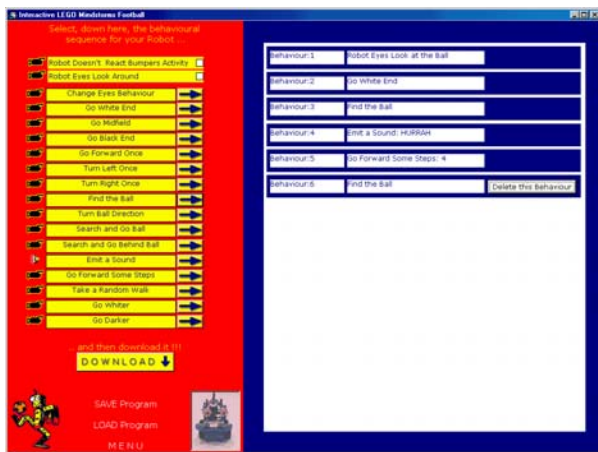 Interactive LEGO Mindstorms Football
Select, down here, the behavioural
sequence for your Robot ...
Robot Doesn't React Bumpers Activity
Robot Eyes Look Around
Change Eyes Behaviour
Go White End
Go Midfield
Go Black End
Go Forward Once
Turn Left Once
Turn Right Once
Find the Ball
Turn Ball Direction
Search and Go Ball
Search and Go Behind Ball
Emit a Sound
Go Forward Some Steps
Take a Random Walk
Go Whiter
Go Darker
... and then download it !!!
DOWNLOAD
SAVE Program
LOAD Program
MENU
Behaviour:1 Robot Eyes Look at the Ball
Behaviour:2 Go White End
Behaviour:3 Find the Ball
Behaviour:4 Emit a Sound: HURRAH
Behaviour:5 Go Forward Some Steps: 4
Behaviour:6 Find the Ball Delete this Behaviour